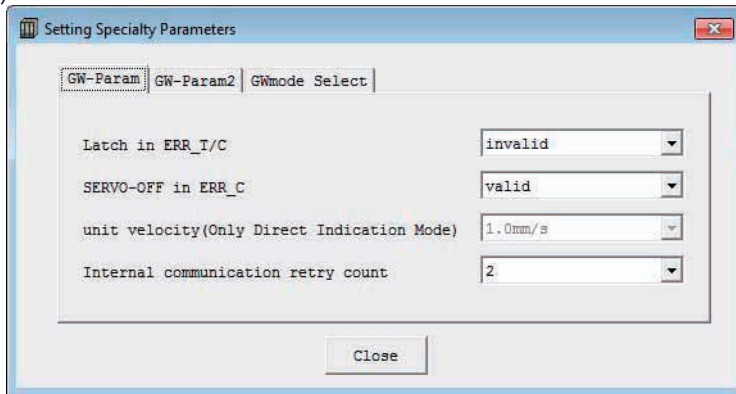 Setting Specialty Parameters
GW-Param GW-Param2 GWmode Select
Latch in ERR_T/C invalid
SERVO-OFF in ERR_C valid
unit velocity(Only Direct Indication Mode) 1.0mm/s
Internal communication retry count 2
Close